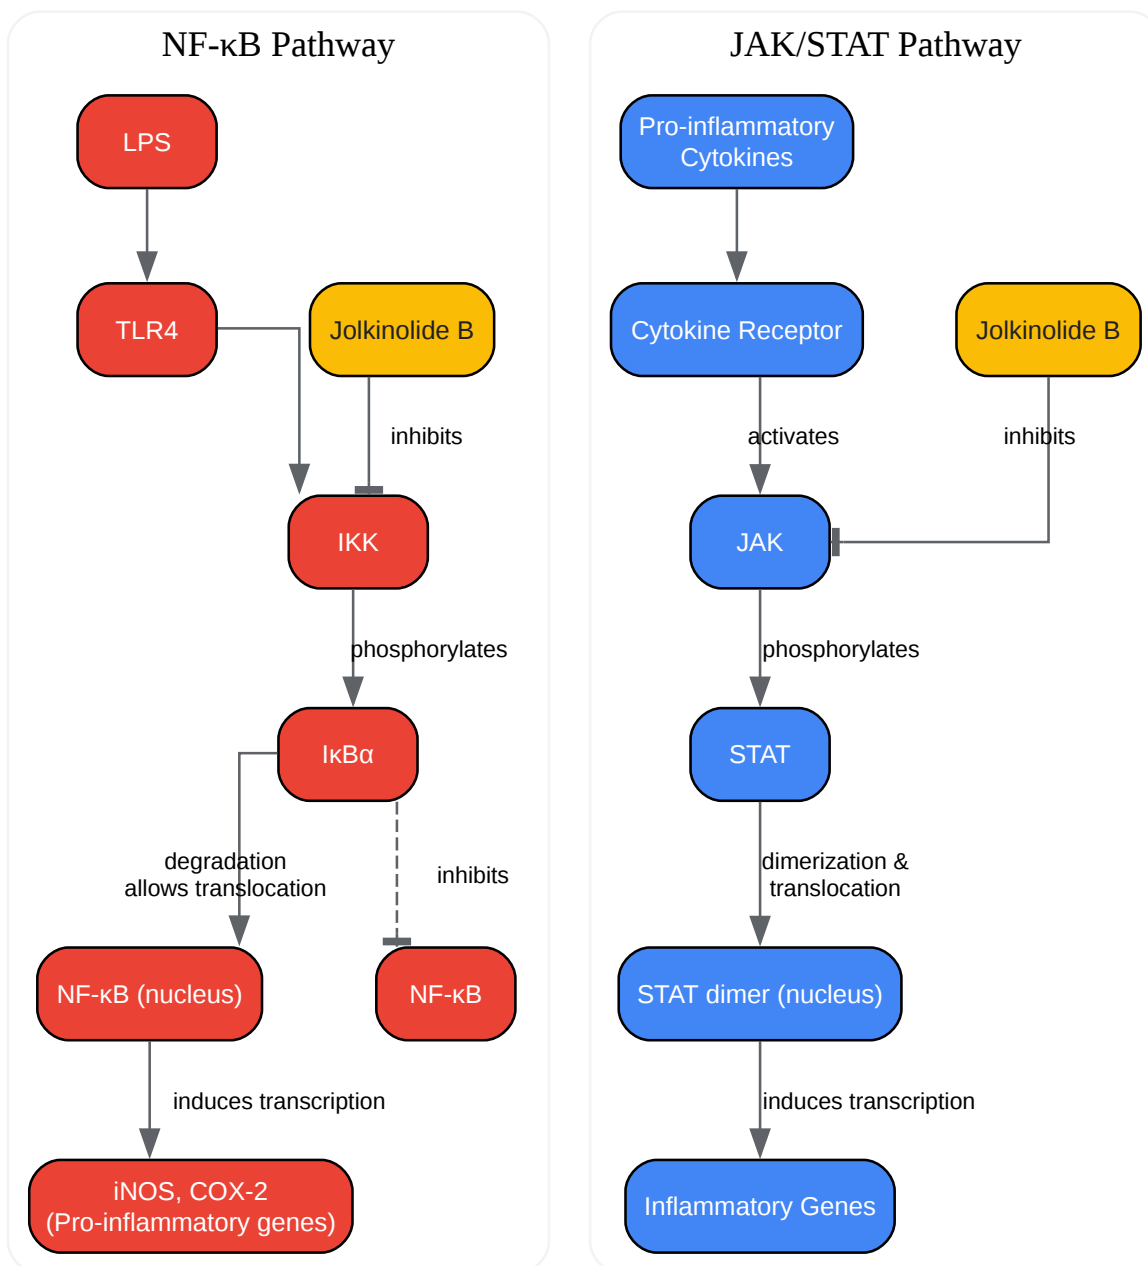 NF-κB Pathway
LPS
TLR4
Jolkinolide B
inhibits
IKK
phosphorylates
IκBα
degradation
allows translocation
inhibits
NF-κB (nucleus)
NF-κB
induces transcription
iNOS, COX-2
(Pro-inflammatory genes)
JAK/STAT Pathway
Pro-inflammatory
Cytokines
Cytokine Receptor
Jolkinolide B
activates
inhibits
JAK
phosphorylates
STAT
dimerization &
translocation
STAT dimer (nucleus)
induces transcription
Inflammatory Genes